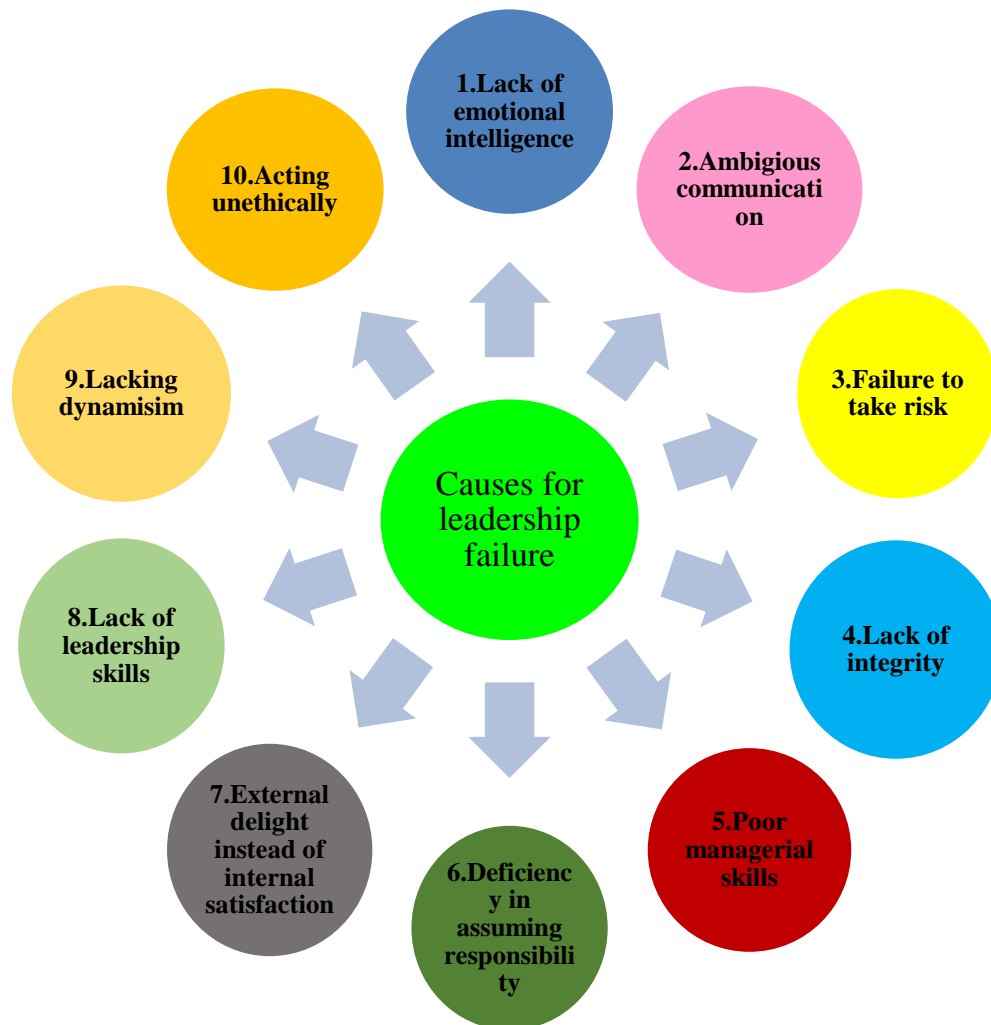 1.Lack of
emotional
intelligence
2.Ambigious
communicati
on
3.Failure to
take risk
4.Lack of
integrity
5.Poor
managerial
skills
6.Deficienc
y in
assuming
responsibili
ty
7.External
delight
instead of
internal
satisfaction
8.Lack of
leadership
skills
9.Lacking
dynamisim
10.Acting
unethically
Causes for
leadership
failure